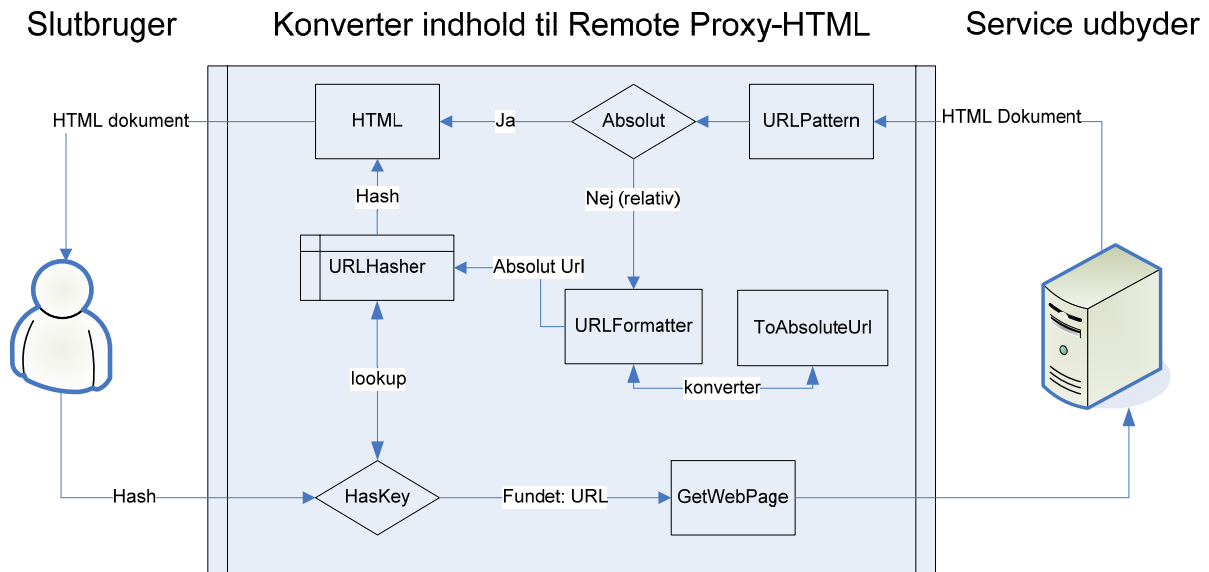 Slutbruger
Konverter indhold til Remote Proxy-HTML
Service udbyder
HTML dokument
HTML
Ja
Absolut
URLPattern
HTML Dokument
Hash
Nej (relativ)
URLHasher
Absolut Url
URLFormatter
ToAbsoluteUrl
lookup
konverter
Hash
HasKey
Fundet: URL
GetWebPage